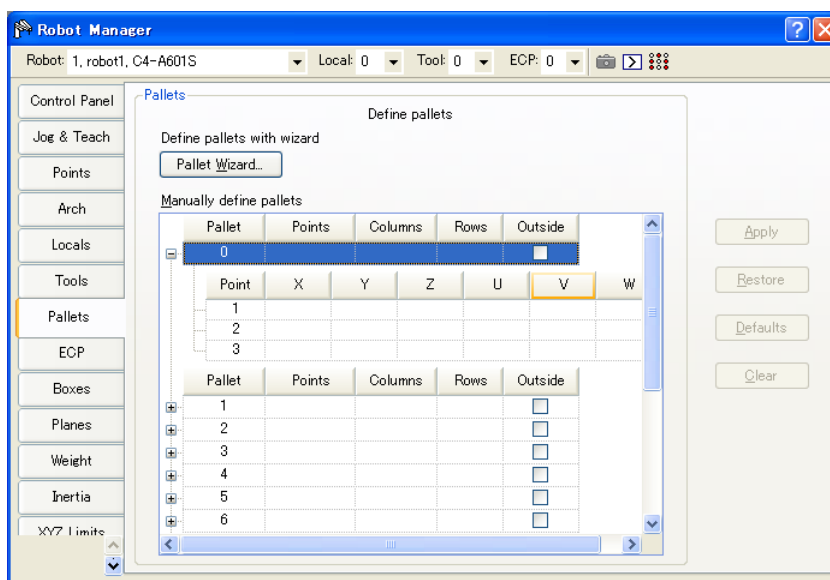 Robot Manager
Robot: 1, robot1, C4-A601S Local: 0 Tool: 0 ECP: 0
Control Panel
Jog & Teach
Points
Arch
Locals
Tools
Pallets
ECP
Boxes
Planes
Weight
Inertia
XYZ Limits
Pallets
Define pallets
Define pallets with wizard
Pallet Wizard...
Manually define pallets
Pallet Points Columns Rows Outside
0
Point X Y Z U V W
1
2
3
Pallet Points Columns Rows Outside
1
2
3
4
5
6
Apply
Restore
Defaults
Clear